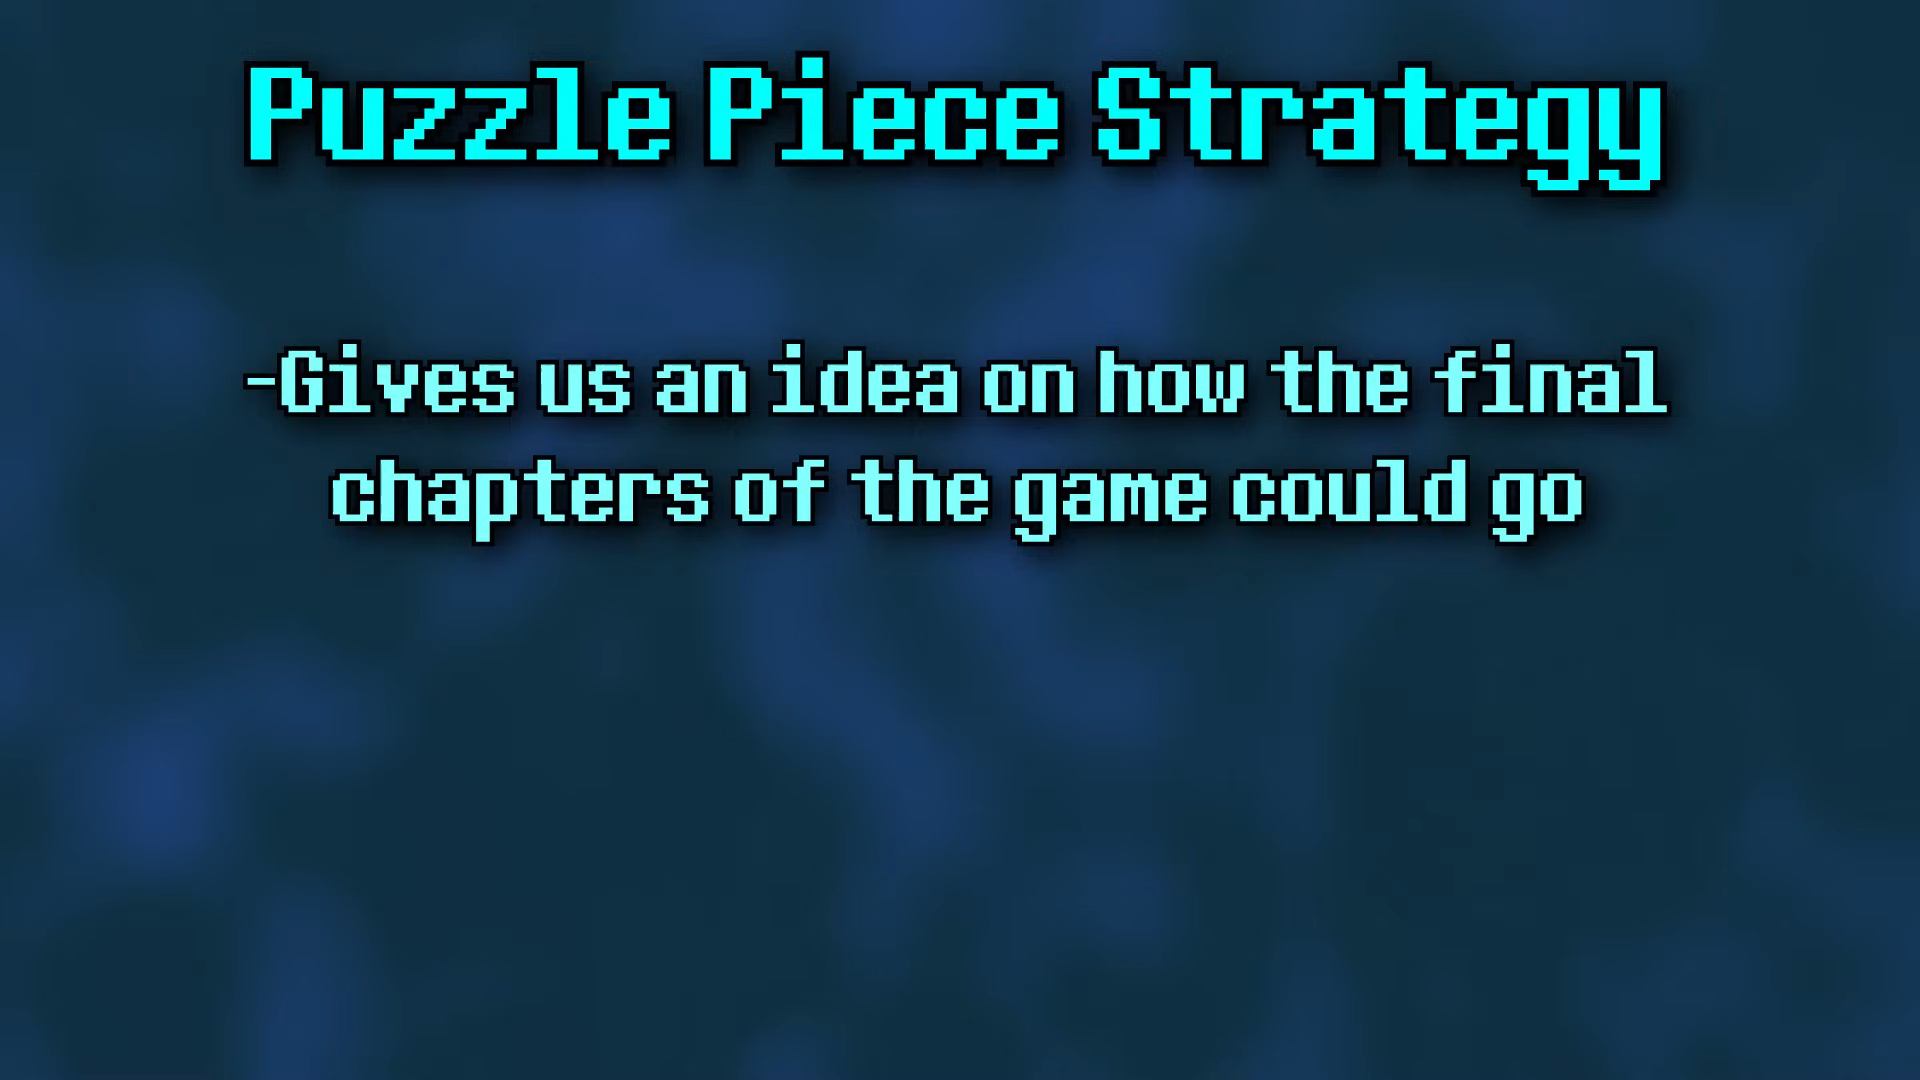 Puzzle Piece Strategy
-Gives us an idea on how the final
chapters of the game could go